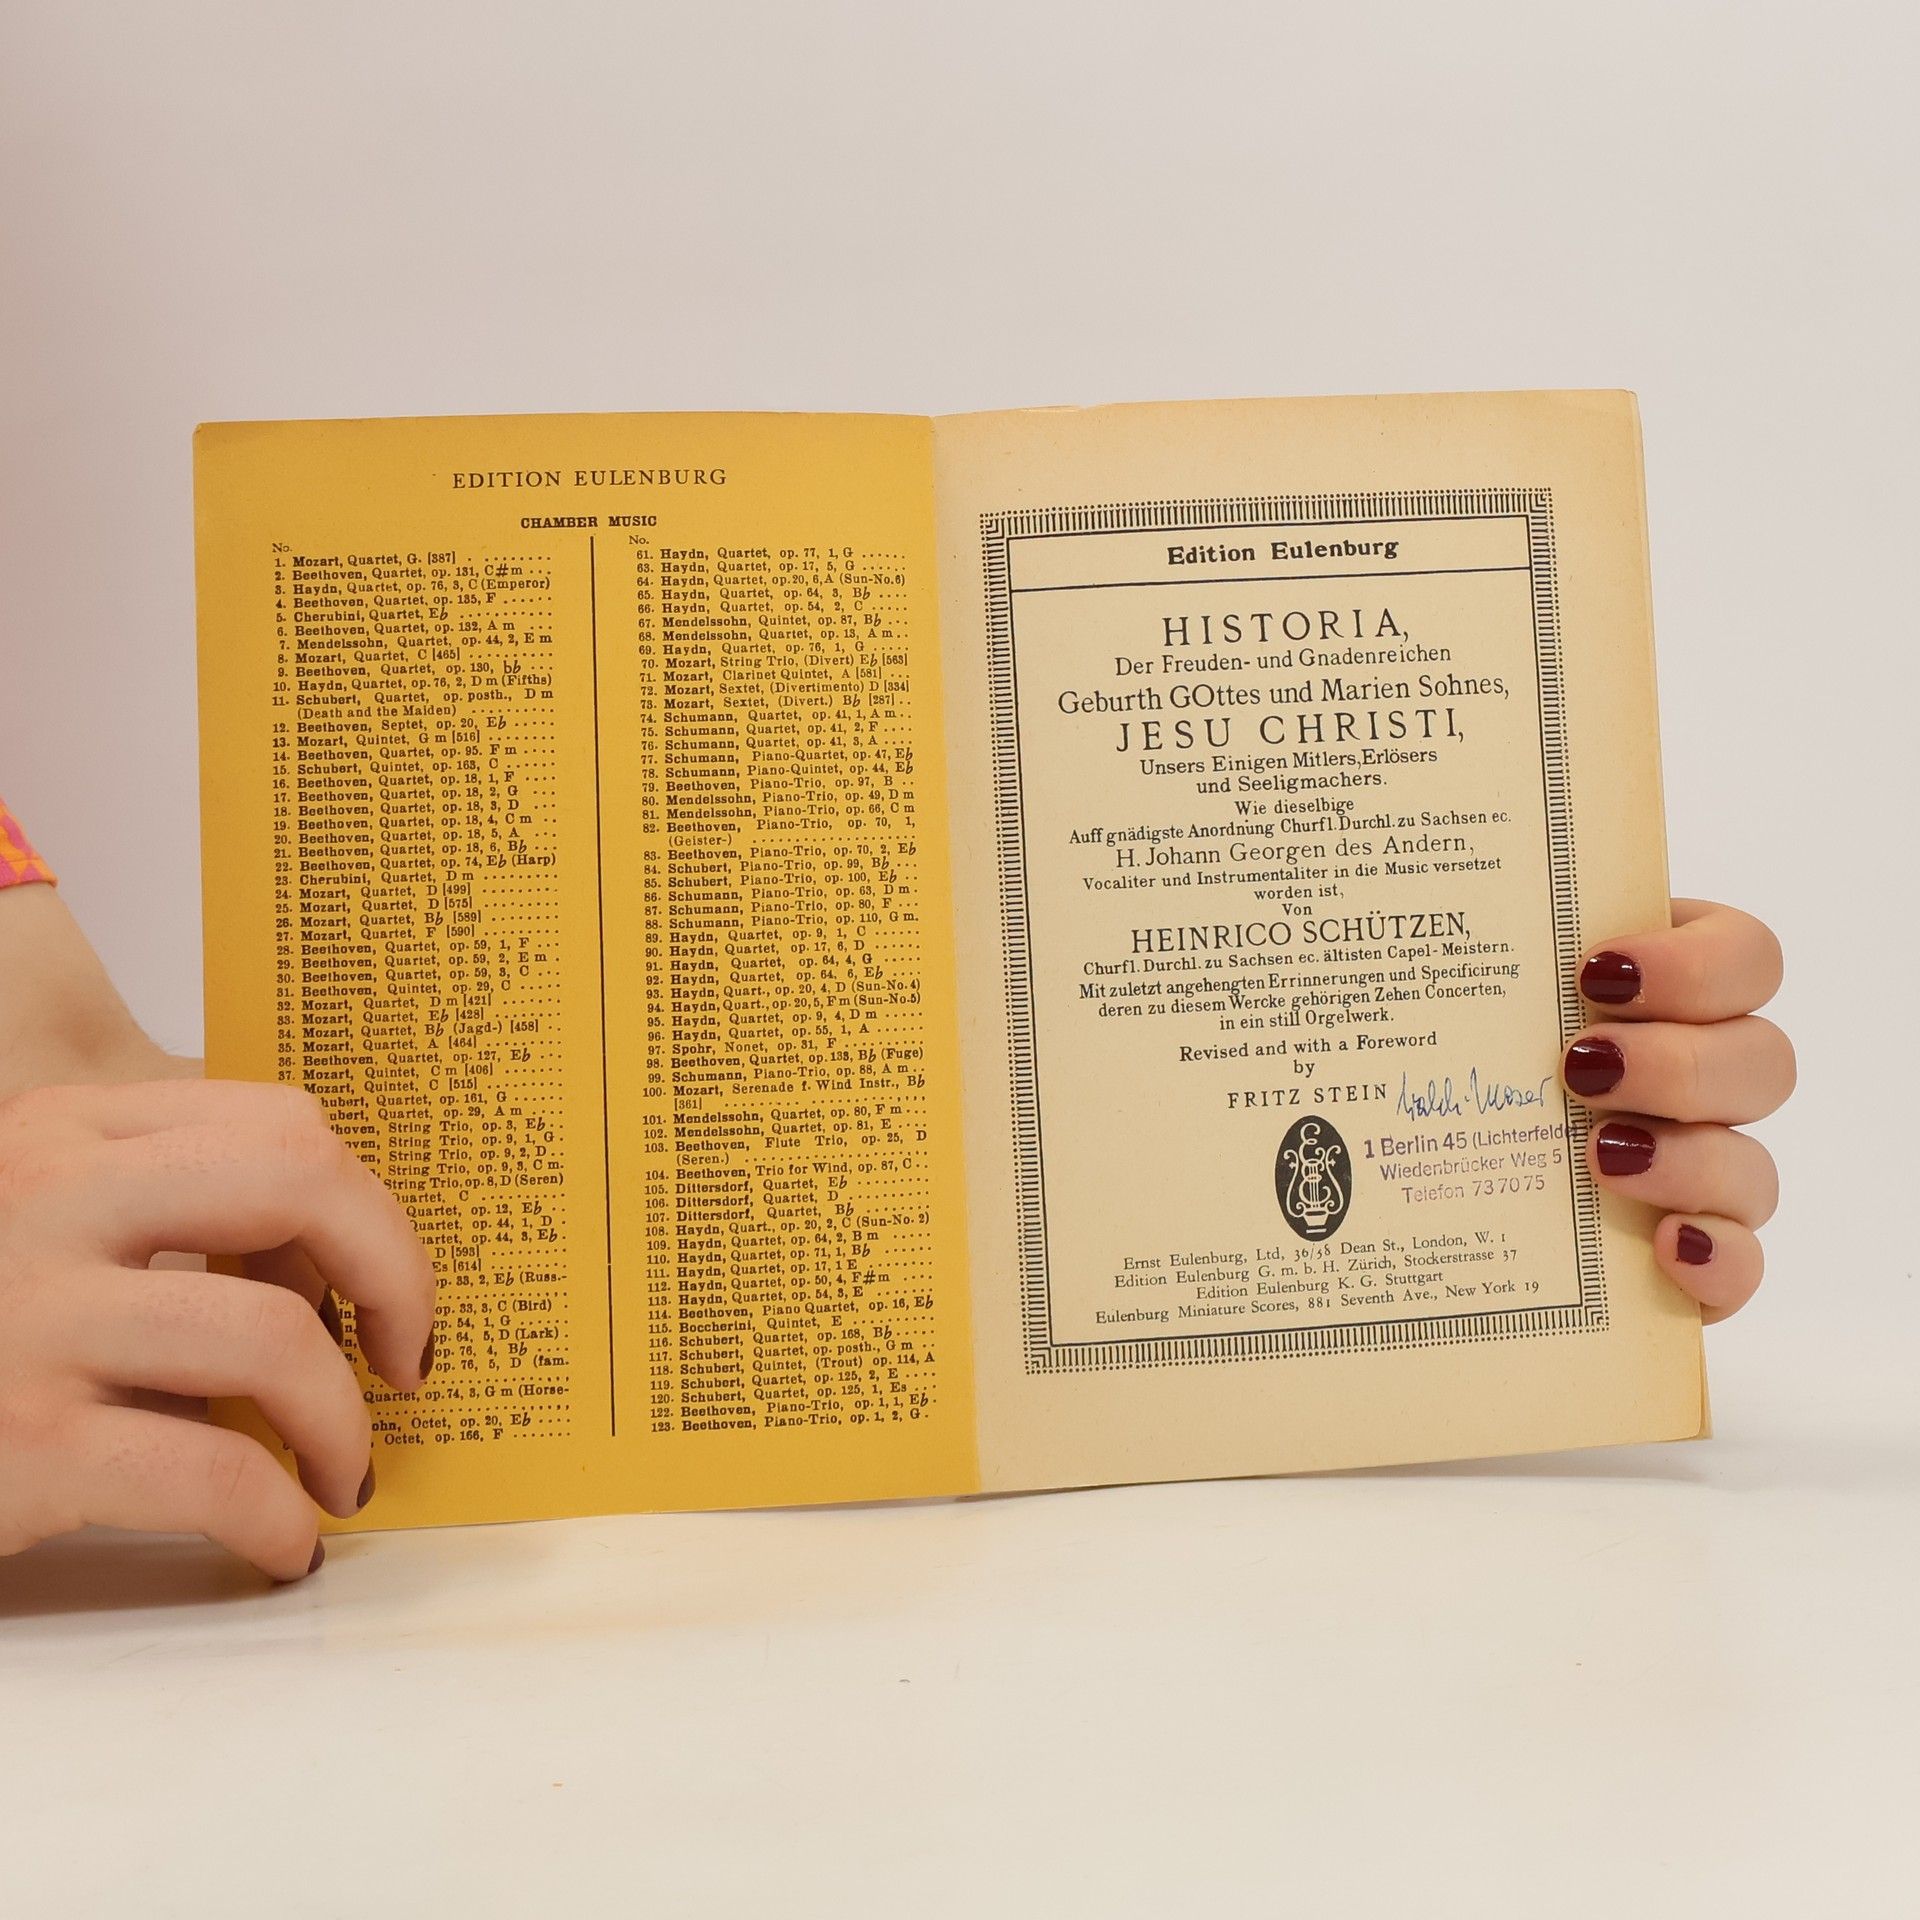 EDITION EULENBURG
CHAMBER MUSIC
No.
1. Mozart, Quartet, G. [387]
2. Beethoven, Quartet, op. 131, C#m
3. Haydn, Quartet, op. 76, 3, C (Emperor)
4. Beethoven, Quartet, op. 135, F
5. Cherubini, Quartet, E♭
6. Beethoven, Quartet, op. 132, A m
7. Mendelssohn, Quartet, op. 44, 2, E m
8. Mozart, Quartet, C [465]
9. Beethoven, Quartet, op. 130, b♭
10. Haydn, Quartet, op. 76, 2, D m (Fifths)
11. Schubert, Quartet, op. posth., D m
(Death and the Maiden)
12. Beethoven, Septet, op. 20, E♭
13. Mozart, Quintet, G m [516]
14. Beethoven, Quartet, op. 95. F m
15. Schubert, Quintet, op. 163, C
16. Beethoven, Quartet, op. 18, 1, F
17. Beethoven, Quartet, op. 18, 2, G
18. Beethoven, Quartet, op. 18, 3, D
19. Beethoven, Quartet, op. 18, 4, C m
20. Beethoven, Quartet, op. 18, 5, A
21. Beethoven, Quartet, op. 18, 6, B♭
22. Beethoven, Quartet, op. 74, E♭ (Harp)
23. Cherubini, Quartet, D m
24. Mozart, Quartet, D [499]
25. Mozart, Quartet, D [575]
26. Mozart, Quartet, B♭ [589]
27. Mozart, Quartet, F [590]
28. Beethoven, Quartet, op. 59, 1, F
29. Beethoven, Quartet, op. 59, 2, E m
30. Beethoven, Quartet, op. 59, 3, C
31. Beethoven, Quintet, op. 29, C
32. Mozart, Quartet, D m [421]
33. Mozart, Quartet, E♭ [428]
34. Mozart, Quartet, B♭ (Jagd-) [458]
35. Mozart, Quartet, A [464]
36. Beethoven, Quartet, op. 127, E♭
37. Mozart, Quintet, C m [406]
Mozart, Quintet, C [515]
Quartet, op. 161, G
Quartet, op. 29, A m
String Trio, op. 3, E♭
String Trio, op. 9, 1, G
String Trio, op. 9, 2, D
String Trio, op. 9, 3, C m.
String Trio, op. 8, D (Seren)
Quartet, C
Quartet, op. 12, E♭
Quartet, op. 44, 1, D
op. 44, 3, E♭
D [593]
Es [614]
op. 33, 2, E♭ (Russ.-
op. 33, 3, C (Bird)
op. 54, 1, G
op. 64, 5, D (Lark)
op. 76, 4, B♭
op. 76, 5, D (fam.
Quartet, op. 74, 3, G m (Horse-
Octet, op. 20, E♭
Octet, op. 166, F
No.
61. Haydn, Quartet, op. 77, 1, G
63. Haydn, Quartet, op. 17, 5, G
64. Haydn, Quartet, op. 20, 6, A (Sun-No. 6)
65. Haydn, Quartet, op. 64, 3, B♭
66. Haydn, Quartet, op. 54, 2, C
67. Mendelssohn, Quintet, op. 87, B♭
68. Mendelssohn, Quartet, op. 13, A m
69. Haydn, Quartet, op. 76, 1, G
70. Mozart, String Trio, (Divert) E♭ [563]
71. Mozart, Clarinet Quintet, A [581]
72. Mozart, Sextet, (Divertimento) D [334]
73. Mozart, Sextet, (Divert.) B♭ [287]
74. Schumann, Quartet, op. 41, 1, A m
75. Schumann, Quartet, op. 41, 2, F
76. Schumann, Quartet, op. 41, 3, A
77. Schumann, Piano-Quartet, op. 47, E♭
78. Schumann, Piano-Quintet, op. 44, E♭
79. Beethoven, Piano-Trio, op. 97, B
80. Mendelssohn, Piano-Trio, op. 49, D m
81. Mendelssohn, Piano-Trio, op. 66, C m
82. Beethoven, Piano-Trio, op. 70, 1,
(Geister-)
83. Beethoven, Piano-Trio, op. 70, 2, E♭
84. Schubert, Piano-Trio, op. 99, B♭
85. Schubert, Piano-Trio, op. 100, E♭
86. Schumann, Piano-Trio, op. 63, D m
87. Schumann, Piano-Trio, op. 80, F
88. Schumann, Piano-Trio, op. 110, G m.
89. Haydn, Quartet, op. 9, 1, C
90. Haydn, Quartet, op. 17, 6, D
91. Haydn, Quartet, op. 64, 4, G
92. Haydn, Quartet, op. 64, 6, E♭
93. Haydn, Quart., op. 20, 4, D (Sun-No. 4)
94. Haydn, Quart., op. 20, 5, F m (Sun-No. 5)
95. Haydn, Quartet, op. 9, 4, D m
96. Haydn, Quartet, op. 55, 1, A
97. Spohr, Nonet, op. 31, F
98. Beethoven, Quartet, op. 133, B♭ (Fuge)
99. Schumann, Piano-Trio, op. 88, A m
100. Mozart, Serenade f. Wind Instr., B♭
[361]
101. Mendelssohn, Quartet, op. 80, F m
102. Mendelssohn, Quartet, op. 81, E
103. Beethoven, Flute Trio, op. 25, D
(Seren.)
104. Beethoven, Trio for Wind, op. 87, C
105. Dittersdorf, Quartet, E♭
106. Dittersdorf, Quartet, D
107. Dittersdorf, Quartet, B♭
108. Haydn, Quart., op. 20, 2, C (Sun-No. 2)
109. Haydn, Quartet, op. 64, 2, B m
110. Haydn, Quartet, op. 71, 1, B♭
111. Haydn, Quartet, op. 17, 1 E
112. Haydn, Quartet, op. 50, 4, F#m
113. Haydn, Quartet, op. 54, 3, E
114. Beethoven, Piano Quartet, op. 16, E♭
115. Boccherini, Quintet, E
116. Schubert, Quartet, op. 168, B♭
117. Schubert, Quartet, op. posth., G m
118. Schubert, Quintet, (Trout) op. 114, A
119. Schubert, Quartet, op. 125, 2, E
120. Schubert, Quartet, op. 125, 1, Es
122. Beethoven, Piano-Trio, op. 1, 1, E♭
123. Beethoven, Piano-Trio, op. 1, 2, G
Edition Eulenburg
HISTORIA,
Der Freuden- und Gnadenreichen
Geburth GOttes und Marien Sohnes,
JESU CHRISTI,
Unsers Einigen Mitlers, Erlösers
und Seeligmachers.
Wie dieselbige
Auff gnädigste Anordnung Churfl. Durchl. zu Sachsen ec.
H. Johann Georgen des Andern,
Vocaliter und Instrumentaliter in die Music versetzet
worden ist,
Von
HEINRICO SCHÜTZEN,
Churfl. Durchl. zu Sachsen ec. ältisten Capel-Meistern.
Mit zuletzt angehengten Errinnerungen und Specificirung
deren zu diesem Wercke gehörigen Zehen Concerten,
in ein still Orgelwerk.
Revised and with a Foreword
by
FRITZ STEIN
1 Berlin 45 (Lichterfelde)
Wiedenbrücker Weg 5
Telefon 737075
Ernst Eulenburg, Ltd, 36/38 Dean St., London, W. 1
Edition Eulenburg G. m. b. H. Zürich, Stockerstrasse 37
Edition Eulenburg K. G. Stuttgart
Eulenburg Miniature Scores, 881 Seventh Ave., New York 19